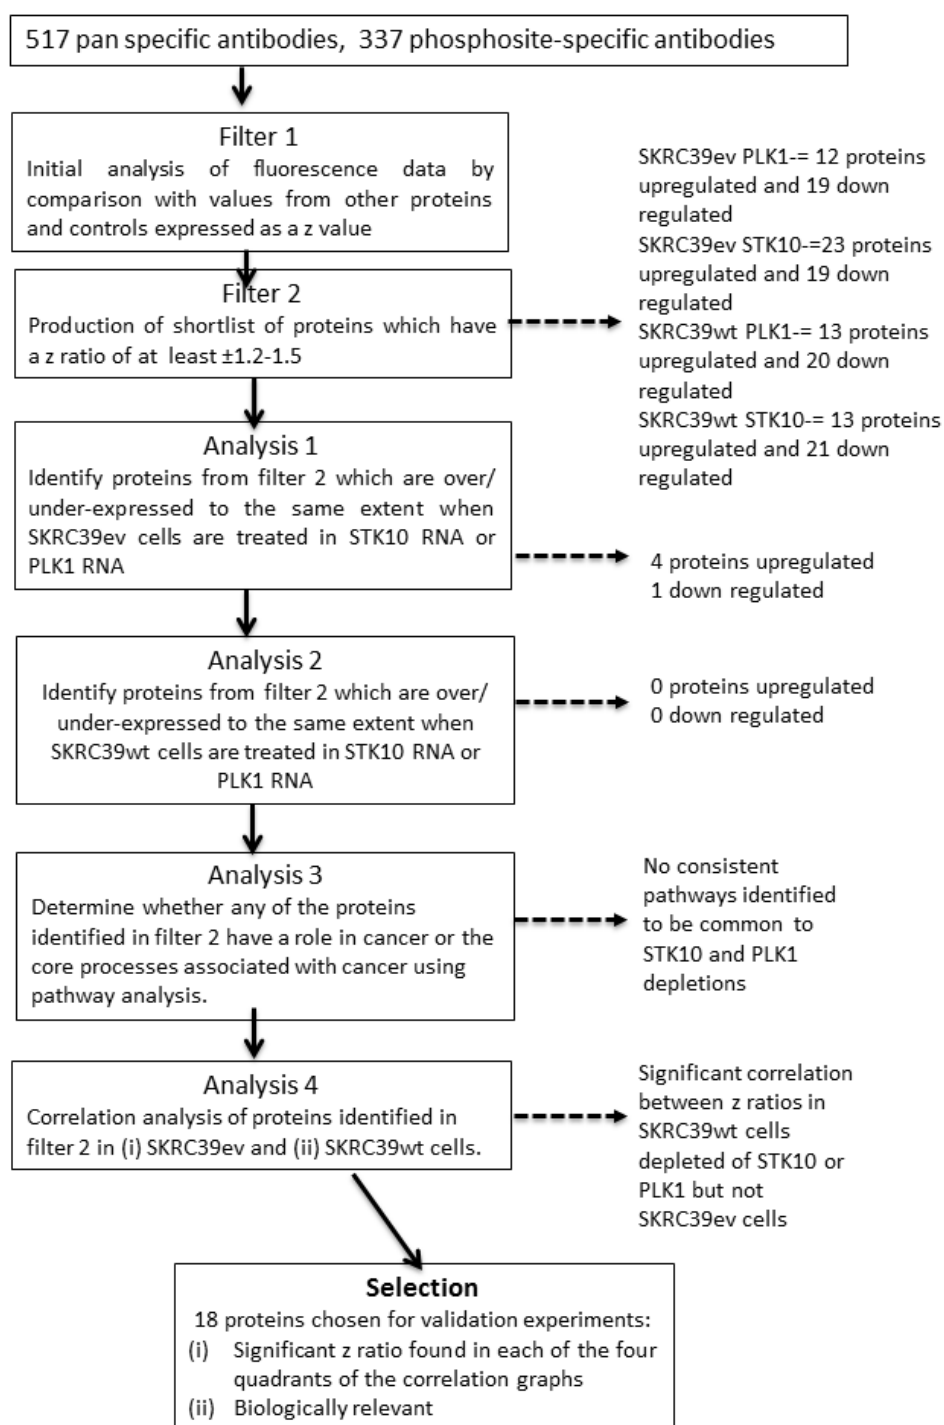 517 pan specific antibodies, 337 phosphosite-specific antibodies
Filter 1
Initial analysis of fluorescence data by
comparison with values from other proteins
and controls expressed as a z value
Filter 2
Production of shortlist of proteins which have
a z ratio of at least ±1.2-1.5
SKRC39ev PLK1-= 12 proteins
upregulated and 19 down
regulated
SKRC39ev STK10-=23 proteins
upregulated and 19 down
regulated
SKRC39wt PLK1-= 13 proteins
upregulated and 20 down
regulated
SKRC39wt STK10-= 13 proteins
upregulated and 21 down
regulated
Analysis 1
Identify proteins from filter 2 which are over/
under-expressed to the same extent when
SKRC39ev cells are treated in STK10 RNA or
PLK1 RNA
4 proteins upregulated
1 down regulated
Analysis 2
Identify proteins from filter 2 which are over/
under-expressed to the same extent when
SKRC39wt cells are treated in STK10 RNA or
PLK1 RNA
0 proteins upregulated
0 down regulated
Analysis 3
Determine whether any of the proteins
identified in filter 2 have a role in cancer or the
core processes associated with cancer using
pathway analysis.
No consistent
pathways identified
to be common to
STK10 and PLK1
depletions
Analysis 4
Correlation analysis of proteins identified in
filter 2 in (i) SKRC39ev and (ii) SKRC39wt cells.
Significant correlation
between z ratios in
SKRC39wt cells
depleted of STK10 or
PLK1 but not
SKRC39ev cells
Selection
18 proteins chosen for validation experiments:
(i) Significant z ratio found in each of the four
quadrants of the correlation graphs
(ii) Biologically relevant